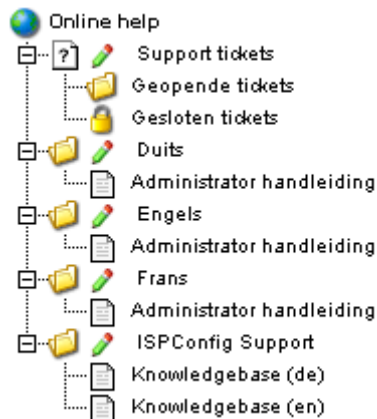 Online help
Support tickets
Geopende tickets
Gesloten tickets
Duits
Administrator handleiding
Engels
Administrator handleiding
Frans
Administrator handleiding
ISPConfig Support
Knowledgebase (de)
Knowledgebase (en)